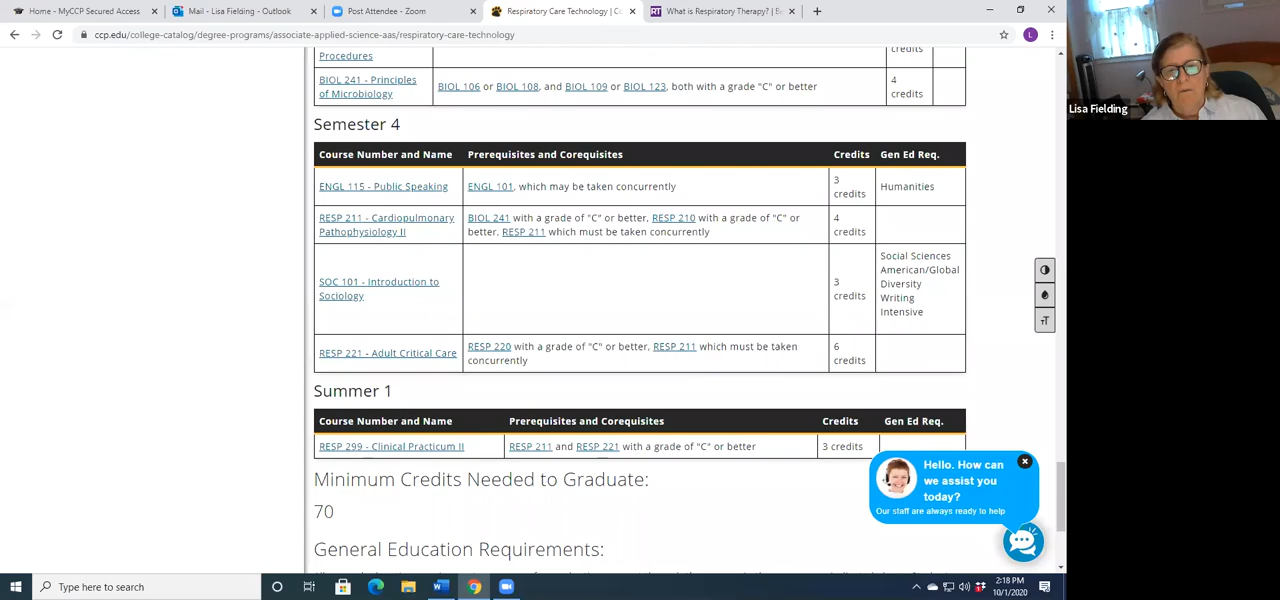 Home - MyCCP Secured Access
Mail - Lisa Fielding - Outlook
Post Attendee - Zoom
Respiratory Care Technology | Co
RT
What is Respiratory Therapy? | Be
ccp.edu/college-catalog/degree-programs/associate-applied-science-aas/respiratory-care-technology
L
Lisa Fielding
Procedures
credits
BIOL 241 - Principles of Microbiology
BIOL 106 or BIOL 108, and BIOL 109 or BIOL 123, both with a grade "C" or better
4 credits
Semester 4
Course Number and Name Prerequisites and Corequisites Credits Gen Ed Req.
ENGL 115 - Public Speaking
ENGL 101, which may be taken concurrently
3 credits
Humanities
RESP 211 - Cardiopulmonary
Pathophysiology II
BIOL 241 with a grade of "C" or better, RESP 210 with a grade of "C" or
better, RESP 211 which must be taken concurrently
4
credits
SOC 101 - Introduction to
Sociology
3
credits
Social Sciences
American/Global
Diversity
Writing
Intensive
RESP 221 - Adult Critical Care
RESP 220 with a grade of "C" or better, RESP 211 which must be taken
concurrently
6
credits
Summer 1
Course Number and Name Prerequisites and Corequisites Credits Gen Ed Req.
RESP 299 - Clinical Practicum II
RESP 211 and RESP 221 with a grade of "C" or better
3 credits
Minimum Credits Needed to Graduate:
70
General Education Requirements:
Hello. How can
we assist you
today?
Our staff are always ready to help
тT
Type here to search
2:18 PM
10/1/2020